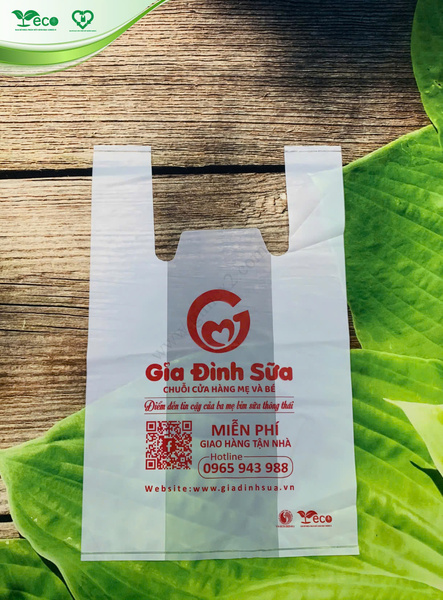 eco
Gia Đình Sữa
CHUỖI CỬA HÀNG MẸ VÀ BÉ
Điểm đến tin cậy của ba mẹ bỉm sữa thông thái
MIỄN PHÍ
GIAO HÀNG TẬN NHÀ
Hotline
0965 943 988
Website:www.giadinhsua.vn
eco